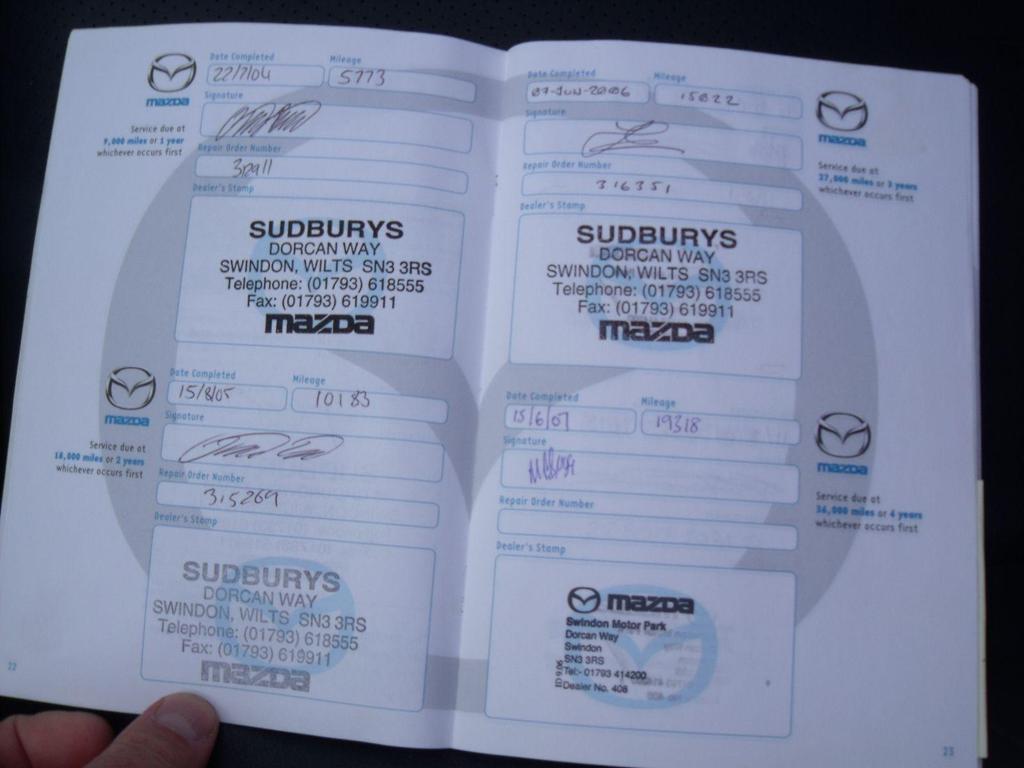 Date Completed Mileage
22/7/04 5773
mazda
Signature
Service due at
9,000 miles or 1 year
whichever occurs first
Repair Order Number
Dealer's Stamp
SUDBURYS
DORCAN WAY
SWINDON, WILTS SN3 3RS
Telephone: (01793) 618555
Fax: (01793) 619911
mazda
Date Completed Mileage
15/8/05 10183
mazda
Signature
Service due at
18,000 miles or 2 years
whichever occurs first
Repair Order Number
315269
Dealer's Stamp
SUDBURYS
DORCAN WAY
SWINDON, WILTS SN3 3RS
Telephone: (01793) 618555
Fax: (01793) 619911
mazda
22
Date Completed Mileage
07-JUN-2006 15022
mazda
Signature
Service due at
27,000 miles or 3 years
whichever occurs first
Repair Order Number
316351
Dealer's Stamp
SUDBURYS
DORCAN WAY
SWINDON, WILTS SN3 3RS
Telephone: (01793) 618555
Fax: (01793) 619911
mazda
Date Completed Mileage
15/6/07 19318
mazda
Signature
Service due at
36,000 miles or 4 years
whichever occurs first
Repair Order Number
Dealer's Stamp
mazda
Swindon Motor Park
Dorcan Way
Swindon
SN3 3RS
Tel:- 01793 414200
Dealer No. 408
ID 9.06
23